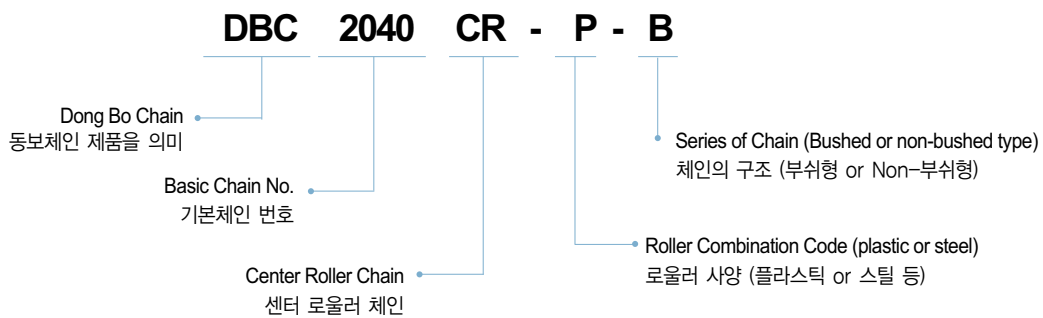 DBC 2040 CR - P - B
Dong Bo Chain
동보체인 제품을 의미
Basic Chain No.
기본체인 번호
Center Roller Chain
센터 로울러 체인
Series of Chain (Bushed or non-bushed type)
체인의 구조 (부쉬형 or Non-부쉬형)
Roller Combination Code (plastic or steel)
로울러 사양 (플라스틱 or 스틸 등)